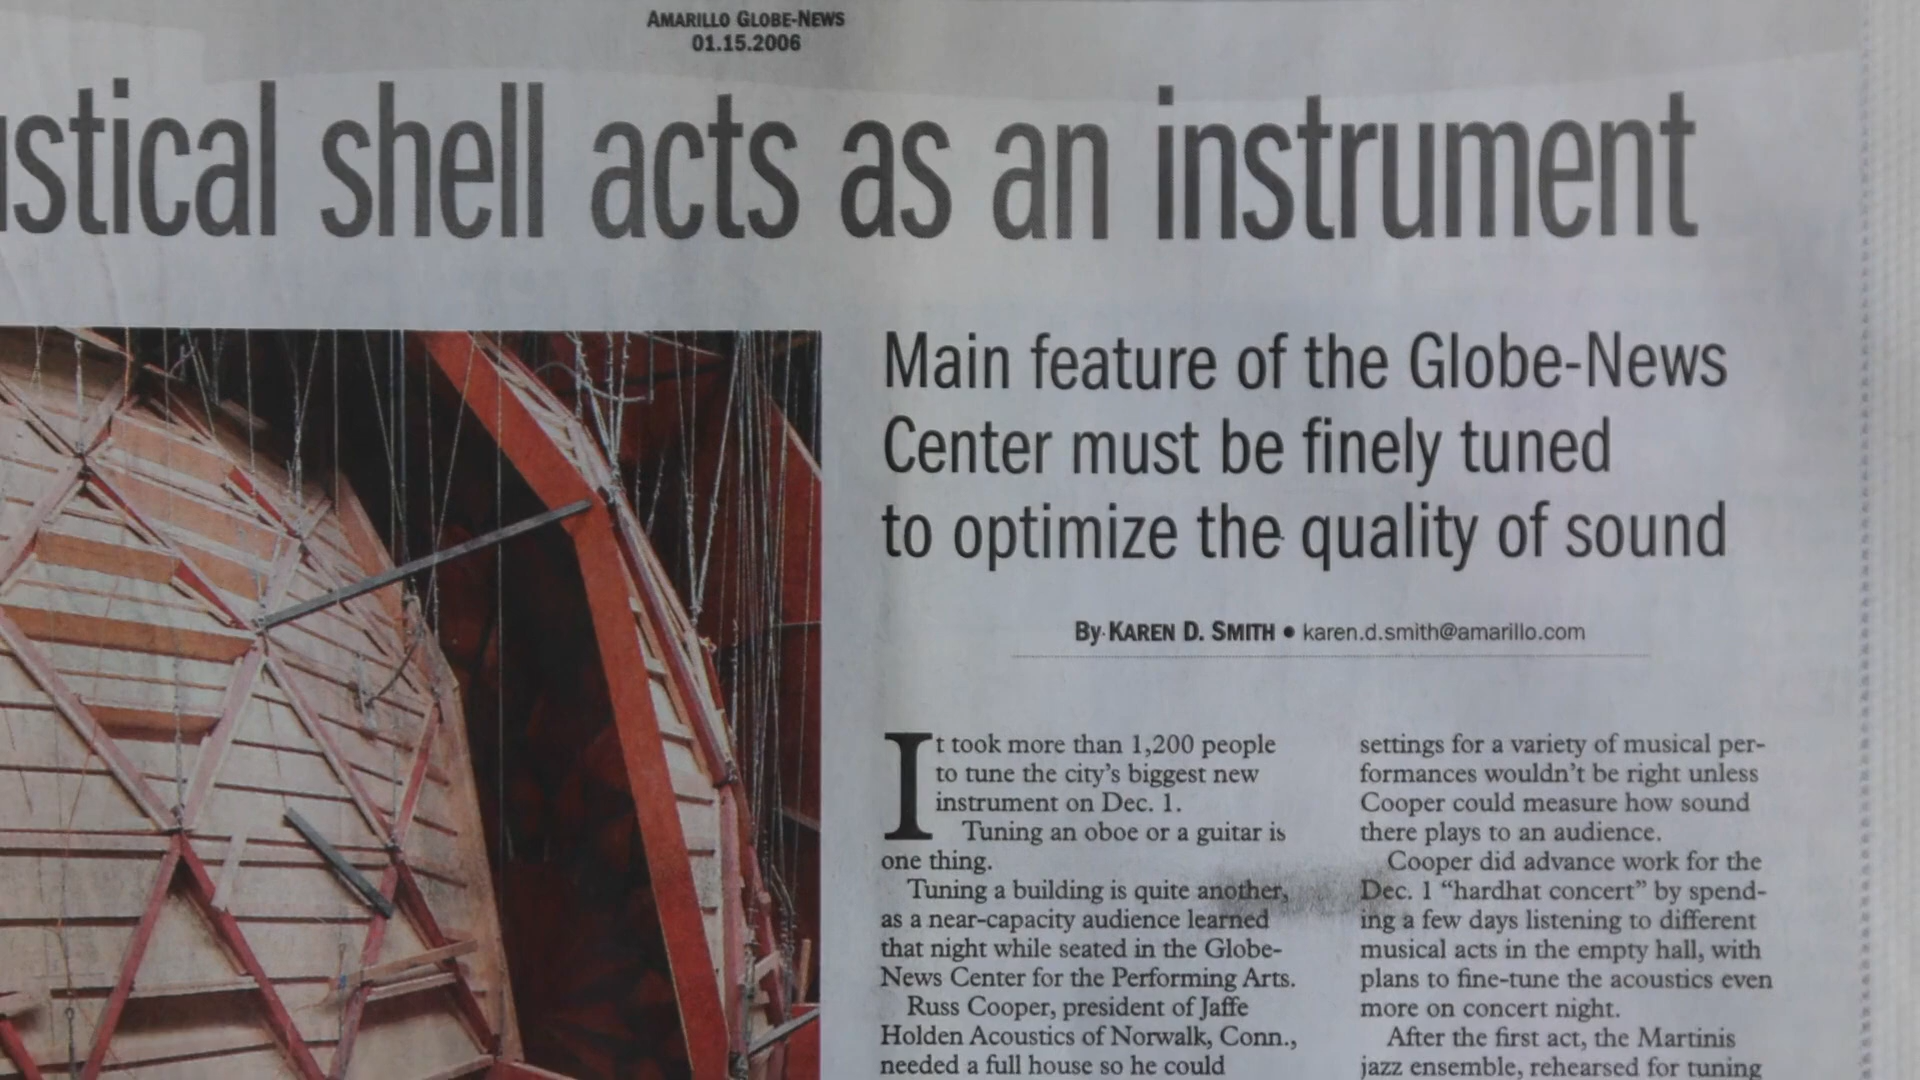 AMARILLO GLOBE-NEWS
01.15.2006
ustical shell acts as an instrument
Main feature of the Globe-News
Center must be finely tuned
to optimize the quality of sound
By KAREN D. SMITH • karen.d.smith@amarillo.com
It took more than 1,200 people
to tune the city's biggest new
instrument on Dec. 1.
Tuning an oboe or a guitar is
one thing.
Tuning a building is quite another,
as a near-capacity audience learned
that night while seated in the Globe-
News Center for the Performing Arts.
Russ Cooper, president of Jaffe
Holden Acoustics of Norwalk, Conn.,
needed a full house so he could
settings for a variety of musical per-
formances wouldn't be right unless
Cooper could measure how sound
there plays to an audience.
Cooper did advance work for the
Dec. 1 “hardhat concert” by spend-
ing a few days listening to different
musical acts in the empty hall, with
plans to fine-tune the acoustics even
more on concert night.
After the first act, the Martinis
jazz ensemble, rehearsed for tuning